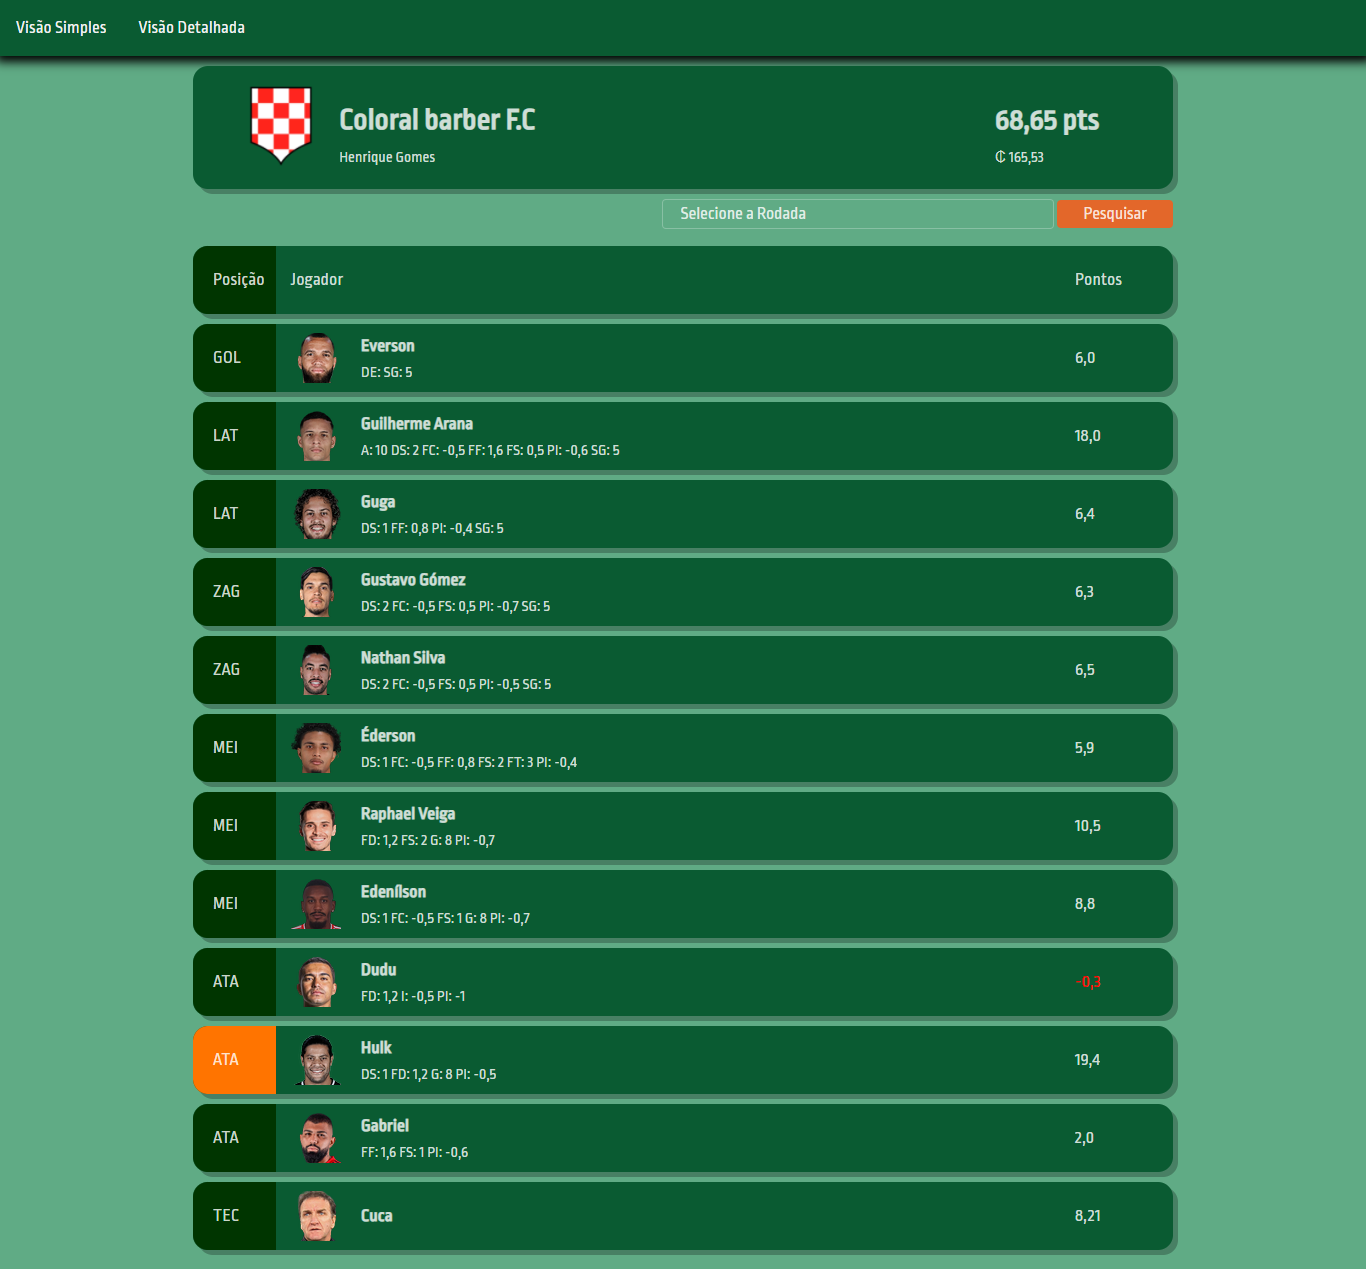 Visão Simples Visão Detalhada
Coloral barber F.C 68,65 pts
Henrique Gomes ₵ 165,53
Selecione a Rodada Pesquisar
Posição Jogador Pontos
Everson
GOL 6,0
DE: SG: 5
Guilherme Arana
LAT 18,0
A: 10 DS: 2 FC: -0,5 FF: 1,6 FS: 0,5 PI: -0,6 SG: 5
Guga
LAT 6,4
DS: 1 FF: 0,8 PI: -0,4 SG: 5
Gustavo Gómez
ZAG 6,3
DS: 2 FC: -0,5 FS: 0,5 PI: -0,7 SG: 5
Nathan Silva
ZAG 6,5
DS: 2 FC: -0,5 FS: 0,5 PI: -0,5 SG: 5
Éderson
MEI 5,9
DS: 1 FC: -0,5 FF: 0,8 FS: 2 FT: 3 PI: -0,4
Raphael Veiga
MEI 10,5
FD: 1,2 FS: 2 G: 8 PI: -0,7
Edenílson
MEI 8,8
DS: 1 FC: -0,5 FS: 1 G: 8 PI: -0,7
Dudu
ATA -0,3
FD: 1,2 I: -0,5 PI: -1
Hulk
ATA 19,4
DS: 1 FD: 1,2 G: 8 PI: -0,5
Gabriel
ATA 2,0
FF: 1,6 FS: 1 PI: -0,6
TEC Cuca 8,21